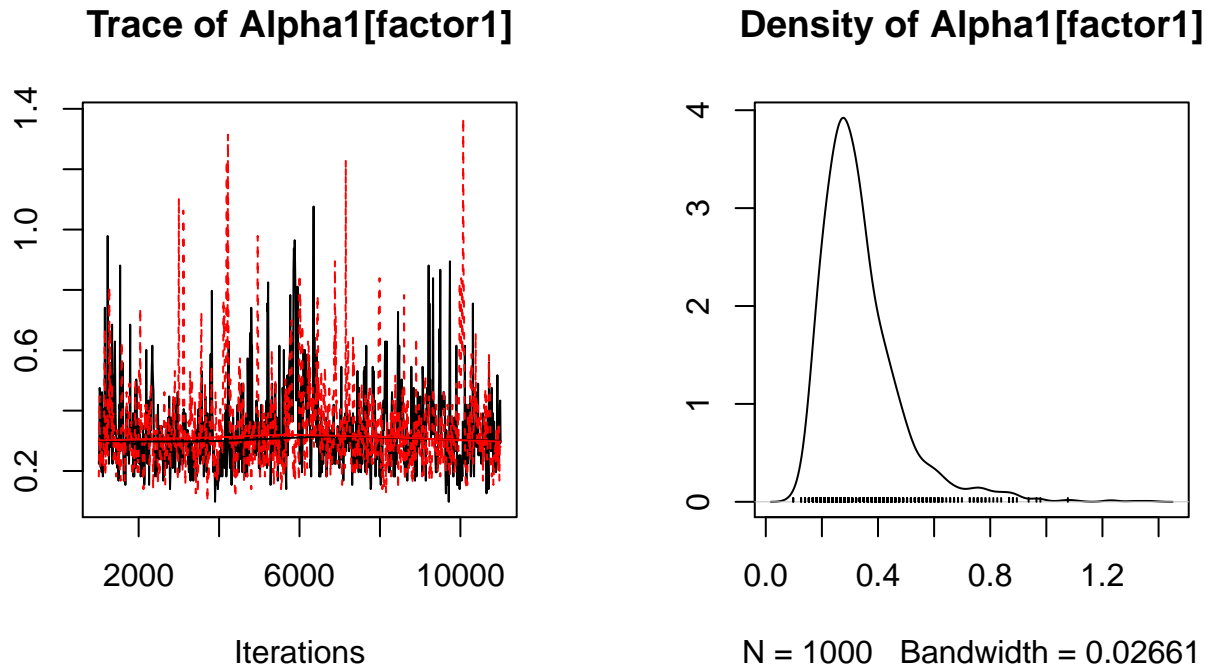 Trace of Alpha1[factor1]
1.4
1.0
0.6
0.2
2000 6000 10000
Iterations
Density of Alpha1[factor1]
4
3
2
1
0
0.0 0.4 0.8 1.2
N = 1000 Bandwidth = 0.02661